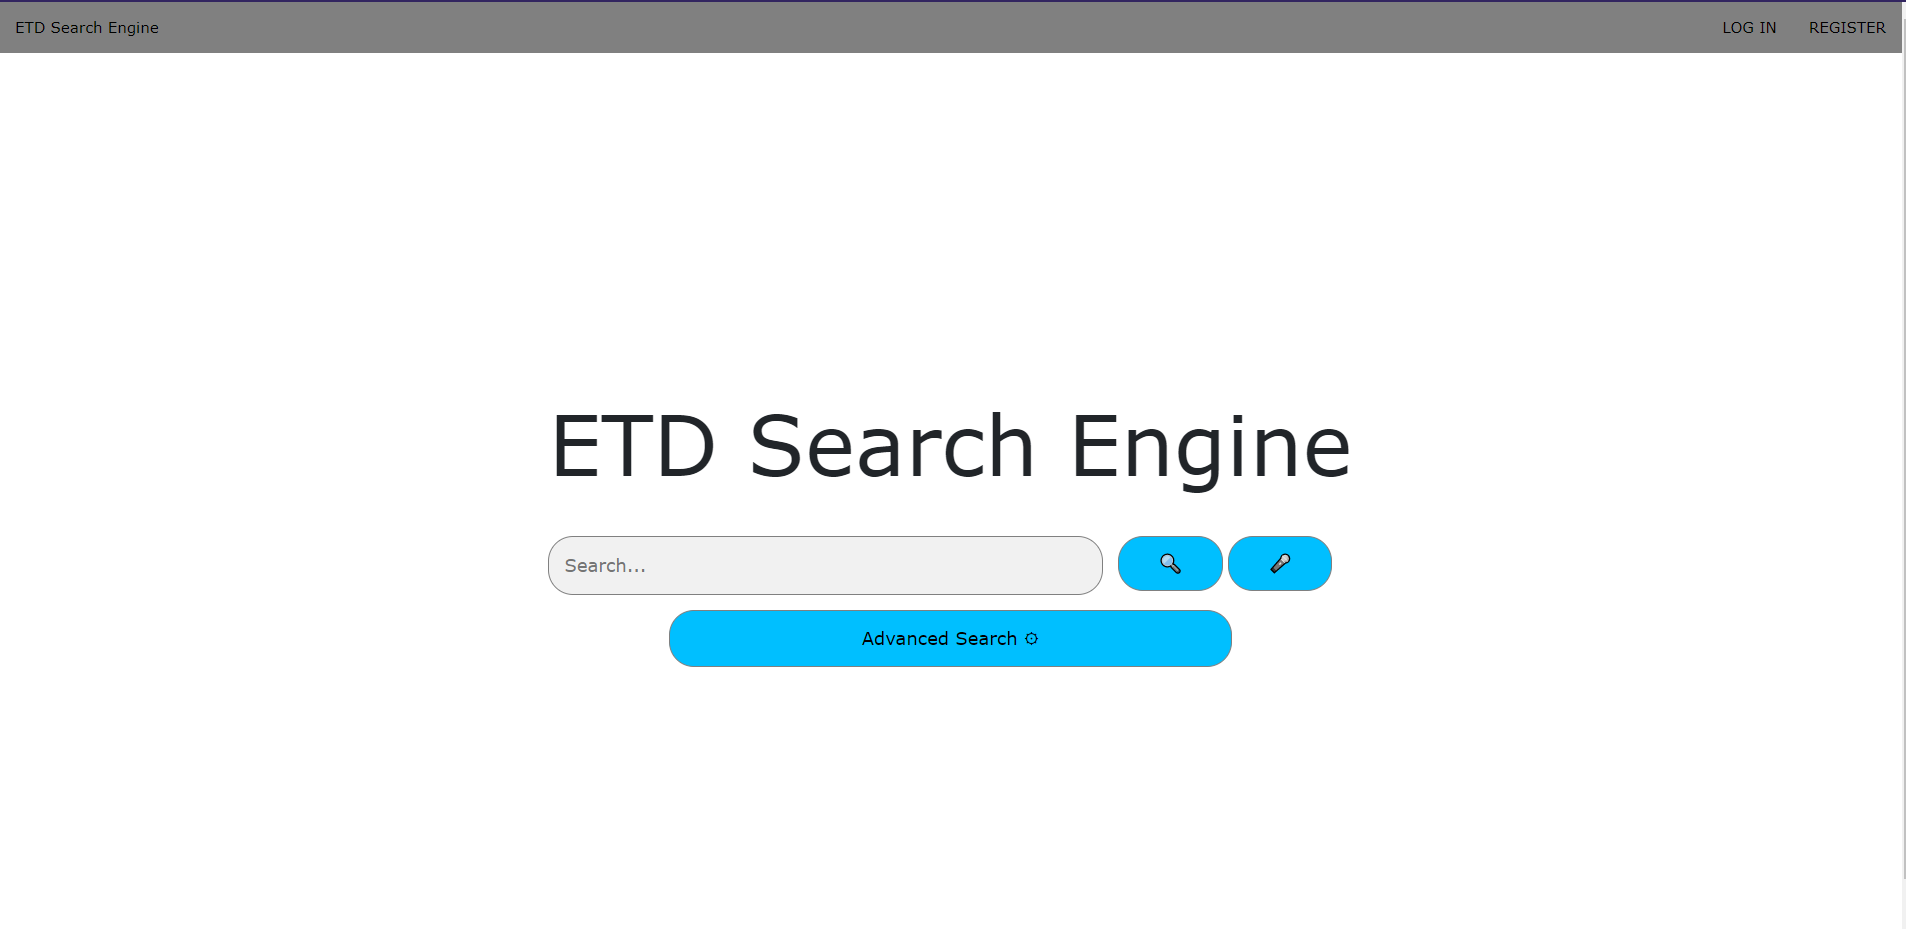 ETD Search Engine
LOG IN REGISTER
ETD Search Engine
Search...
Advanced Search ⚙